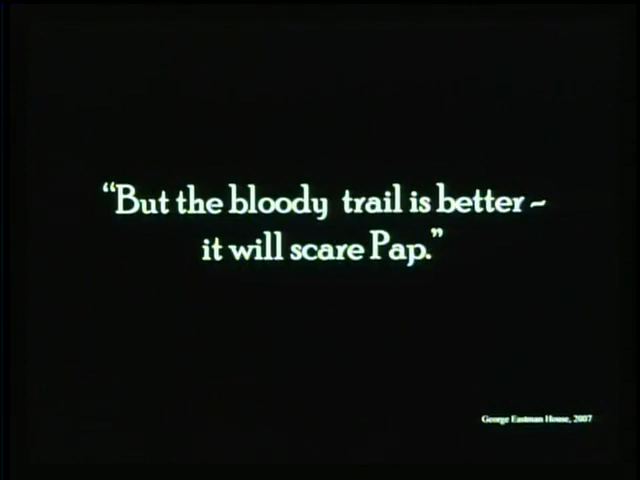 “But the bloody trail is better ~
it will scare Pap.”
George Eastman House, 2007